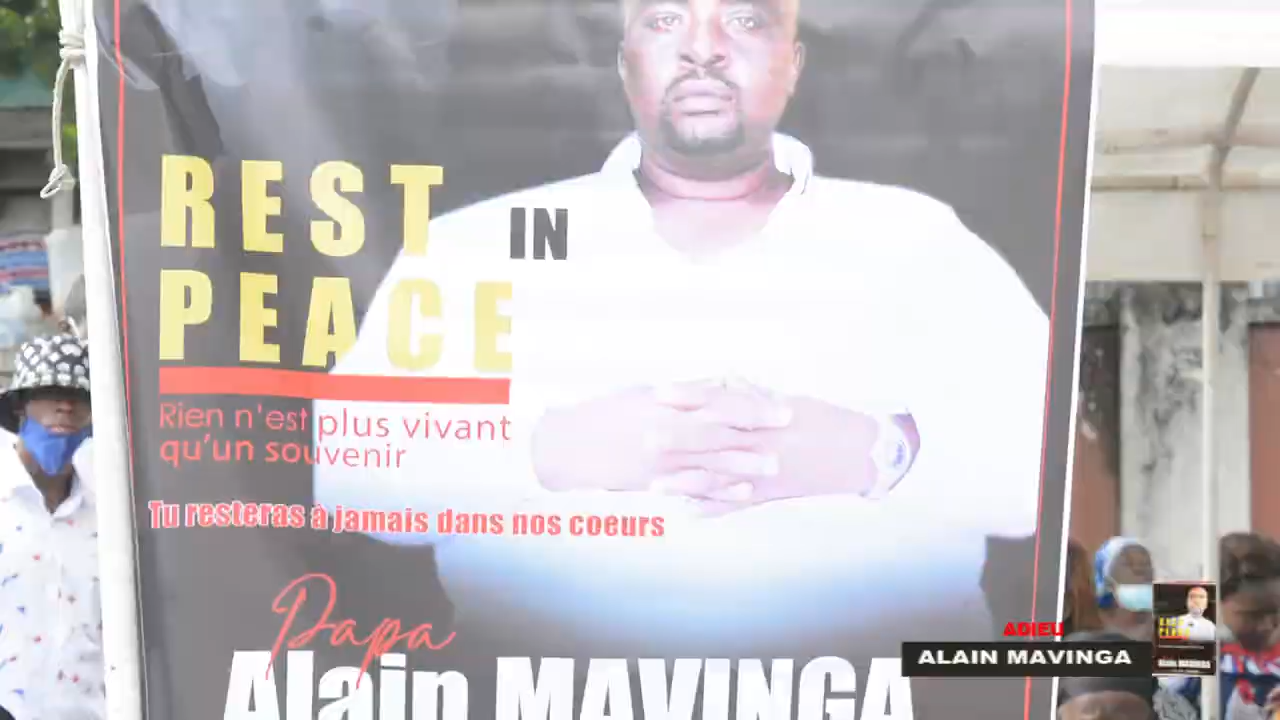 REST
IN
PEACE
Rien n'est plus vivant
qu'un souvenir
Tu resteras à jamais dans nos coeurs
Papa
Alain MAVINGA
ADIEU
ALAIN MAVINGA